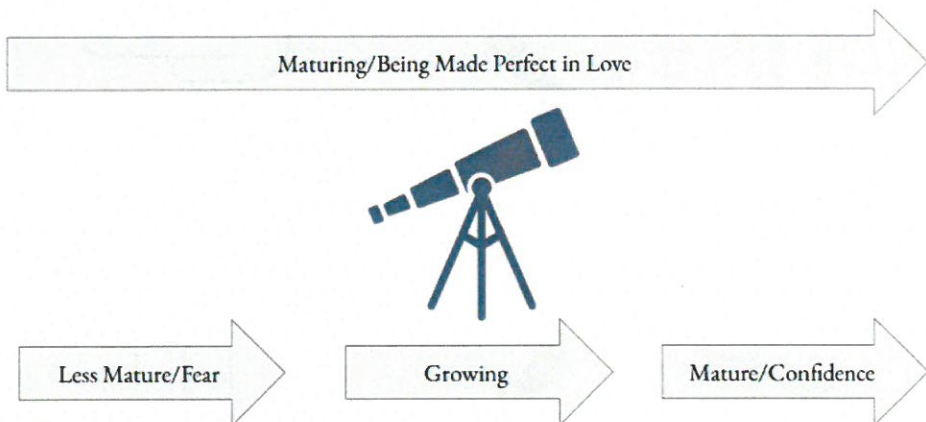 Maturing/Being Made Perfect in Love
Less Mature/Fear
Growing
Mature/Confidence